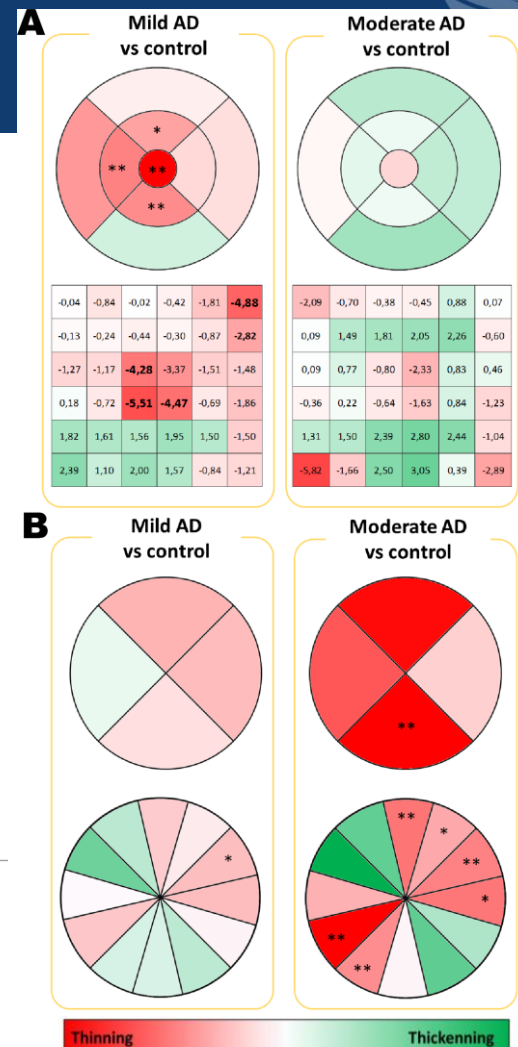 A
Mild AD
vs control
Moderate AD
vs control
*
** **
**
-0,04 -0,84 -0,02 -0,42 -1,81 -4,88
-0,13 -0,24 -0,44 -0,30 -0,87 -2,82
-1,27 -1,17 -4,28 -3,37 -1,51 -1,48
0,18 -0,72 -5,51 -4,47 -0,69 -1,86
1,82 1,61 1,56 1,95 1,50 -1,50
2,39 1,10 2,00 1,57 -0,84 -1,21
-2,09 -0,70 -0,38 -0,45 0,88 0,07
0,09 1,49 1,81 2,05 2,26 -0,60
0,09 0,77 -0,80 -2,33 0,83 0,46
-0,36 0,22 -0,64 -1,63 0,84 -1,23
1,31 1,50 2,39 2,80 2,44 -1,04
-5,82 -1,66 2,50 3,05 0,39 -2,89
B
Mild AD
vs control
Moderate AD
vs control
**
*
**
*
**
*
**
**
Thinning
Thickenning